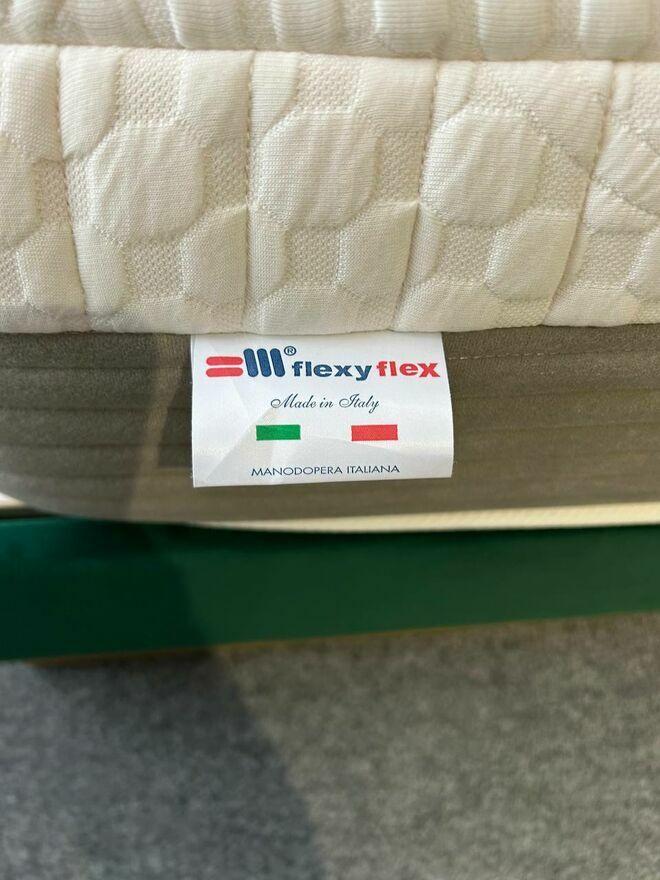 ® flexyflex
Made in Italy
MANODOPERA ITALIANA